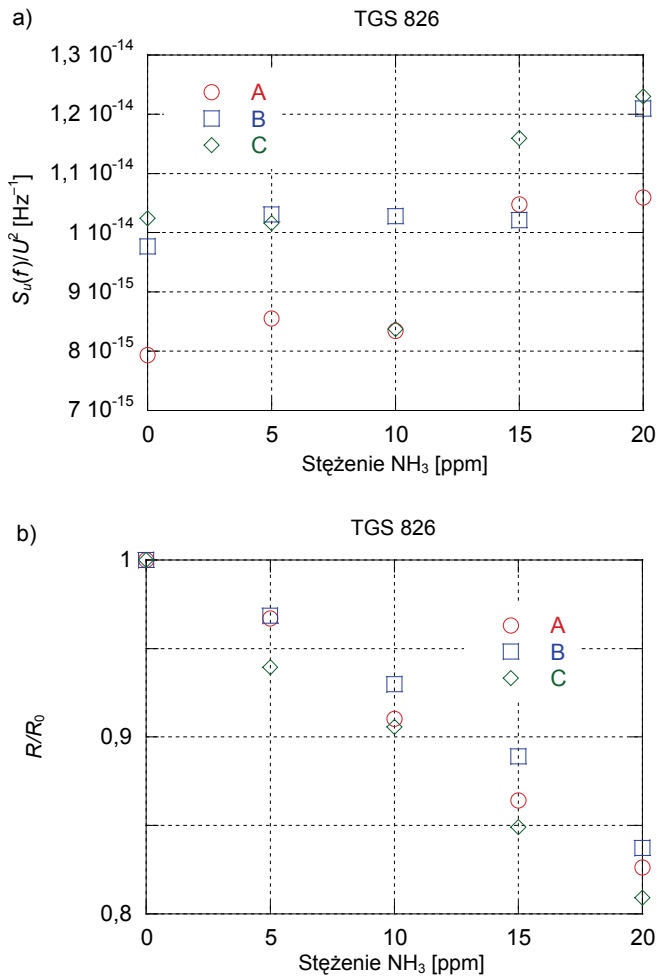 a)
TGS 826
1,3 10⁻¹⁴
1,2 10⁻¹⁴
1,1 10⁻¹⁴
1 10⁻¹⁴
9 10⁻¹⁵
8 10⁻¹⁵
7 10⁻¹⁵
Sᵤ(f)/U² [Hz⁻¹]
A
B
C
0 5 10 15 20
Stężenie NH₃ [ppm]
b)
TGS 826
1
0,9
0,8
R/R₀
A
B
C
0 5 10 15 20
Stężenie NH₃ [ppm]